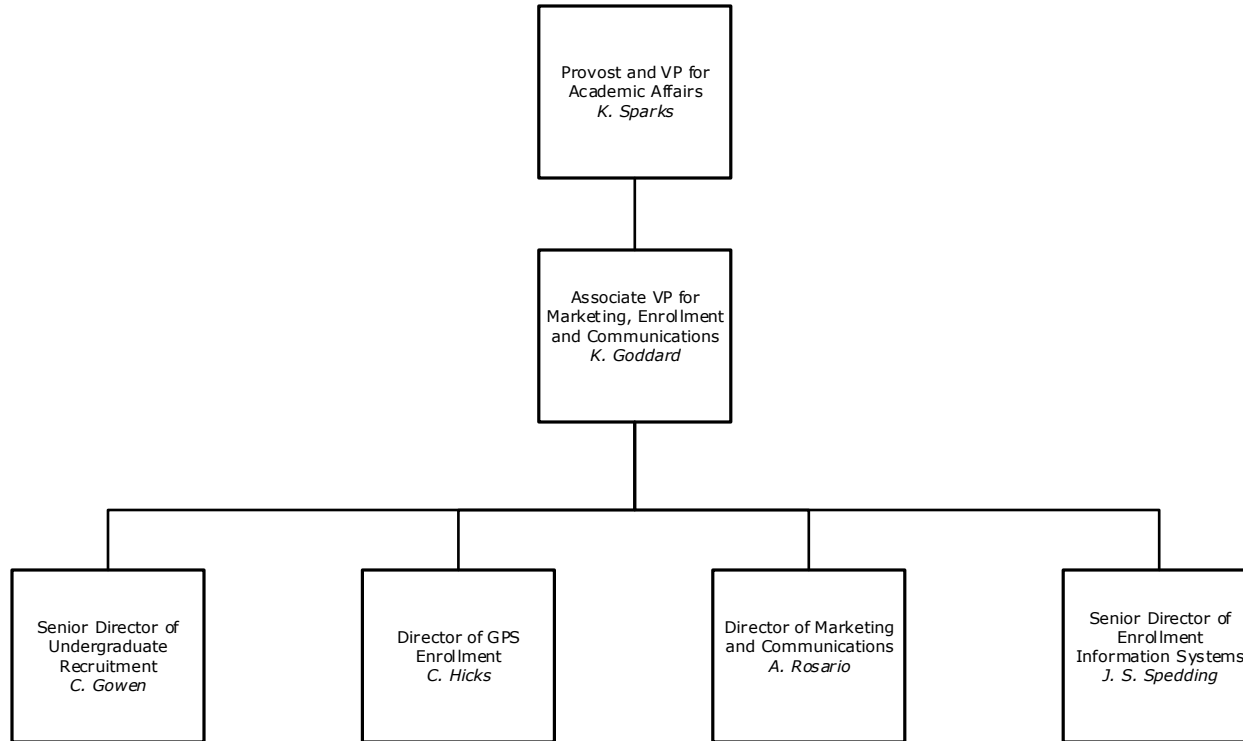 Provost and VP for
Academic Affairs
K. Sparks
Associate VP for
Marketing, Enrollment
and Communications
K. Goddard
Senior Director of
Undergraduate
Recruitment
C. Gowen
Director of GPS
Enrollment
C. Hicks
Director of Marketing
and Communications
A. Rosario
Senior Director of
Enrollment
Information Systems
J. S. Spedding